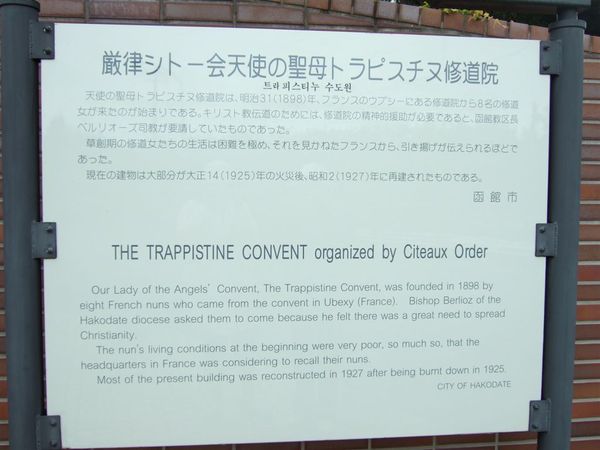 厳律シトー会天使の聖母トラピスチヌ修道院
트라피스티누 수도원
天使の聖母トラピスチヌ修道院は、明治31(1898)年、フランスのウプシーにある修道院から8名の修道
女が来たのが始まりである。キリスト教伝道のためには、修道院の精神的援助が必要であると、函館教区長
ベルリオーズ司教が要請していたものであった。
草創期の修道女たちの生活は困難を極め、それを見かねたフランスから、引き揚げが伝えられるほどで
あった。
現在の建物は大部分が大正14(1925)年の火災後、昭和2(1927)年に再建されたものである。
函館市
THE TRAPPISTINE CONVENT organized by Citeaux Order
Our Lady of the Angels' Convent, The Trappistine Convent, was founded in 1898 by
eight French nuns who came from the convent in Ubexy (France). Bishop Berlioz of the
Hakodate diocese asked them to come because he felt there was a great need to spread
Christianity.
The nun's living conditions at the beginning were very poor, so much so, that the
headquarters in France was considering to recall their nuns.
Most of the present building was reconstructed in 1927 after being burnt down in 1925.
CITY OF HAKODATE